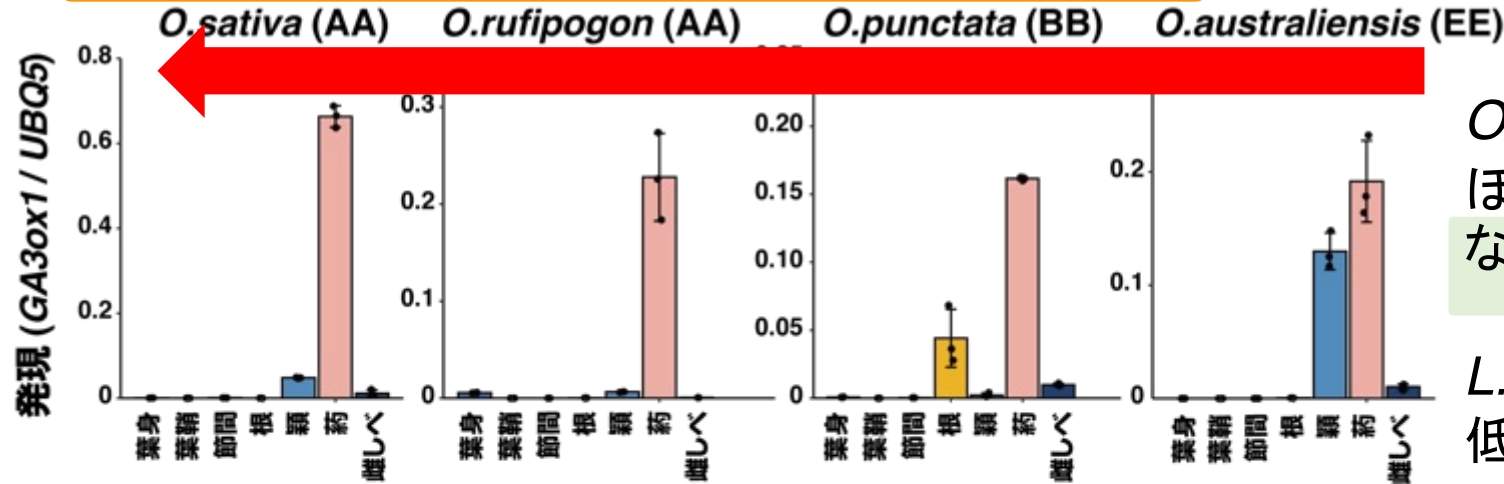 O.sativa (AA)
O.rufipogon (AA)
O.punctata (BB)
O.australiensis (EE)
発現 (GA3ox1 / UBQ5)
0.8
0.6
0.4
0.2
0
0.3
0.2
0.1
0
0.20
0.15
0.10
0.05
0
0.2
0.1
0
葉身
葉鞘
節間
根
穎
葯
雌しべ
葉身
葉鞘
節間
根
穎
葯
雌しべ
葉身
葉鞘
節間
根
穎
葯
雌しべ
葉身
葉鞘
節間
根
穎
葯
雌しべ
O
ほ
な
L.
低